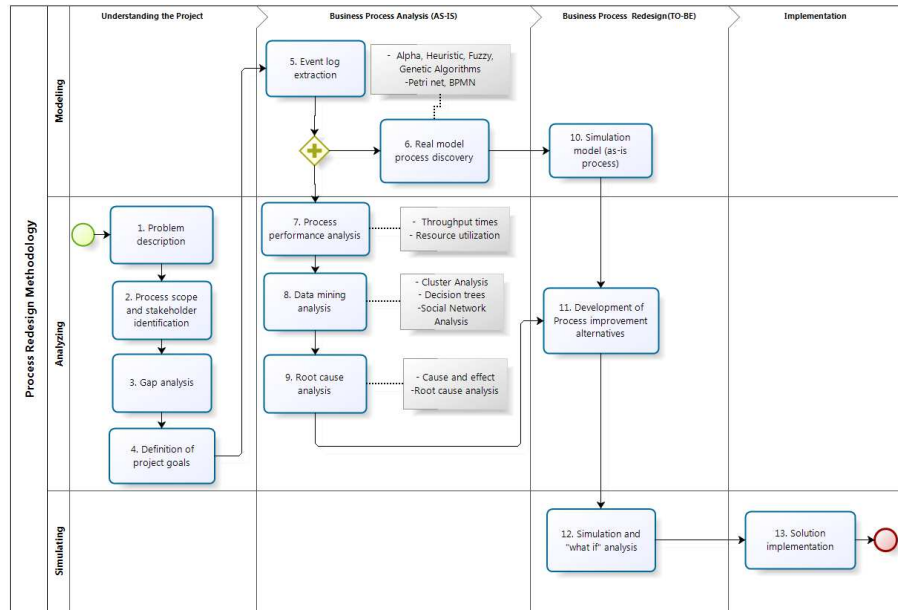 Understanding the Project
Business Process Analysis (AS-IS)
Business Process Redesign(TO-BE)
Implementation
Process Redesign Methodology
Modeling
5. Event log
extraction
- Alpha, Heuristic, Fuzzy,
Genetic Algorithms
-Petri net, BPMN
6. Real model
process discovery
10. Simulation
model (as-is
process)
Analyzing
1. Problem
description
2. Process scope
and stakeholder
identification
3. Gap analysis
4. Definition of
project goals
7. Process
performance analysis
- Throughput times
- Resource utilization
8. Data mining
analysis
- Cluster Analysis
- Decision trees
-Social Network
Analysis
9. Root cause
analysis
- Cause and effect
-Root cause analysis
11. Development of
Process improvement
alternatives
Simulating
12. Simulation and
"what if" analysis
13. Solution
implementation